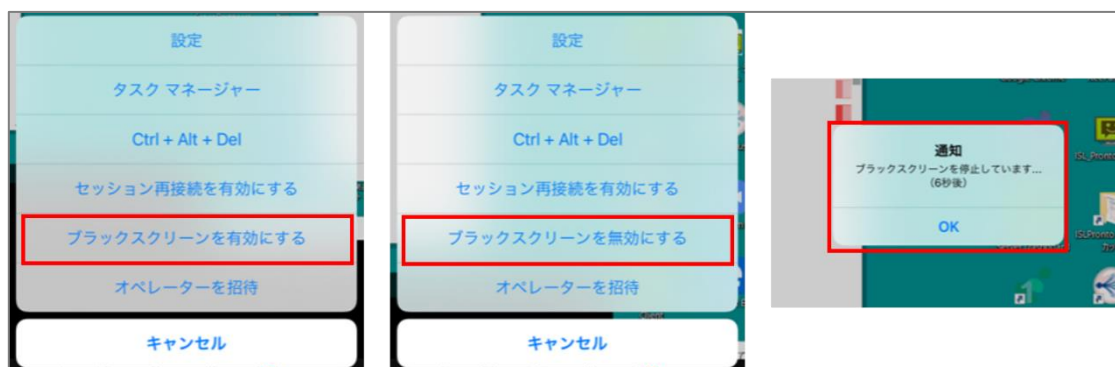 設定
タスク マネージャー
Ctrl + Alt + Del
セッション再接続を有効にする
ブラックスクリーンを有効にする
オペレーターを招待
キャンセル
設定
タスク マネージャー
Ctrl + Alt + Del
セッション再接続を有効にする
ブラックスクリーンを無効にする
オペレーターを招待
Client
キャンセル
通知
ブラックスクリーンを停止しています...
(6秒後)
OK